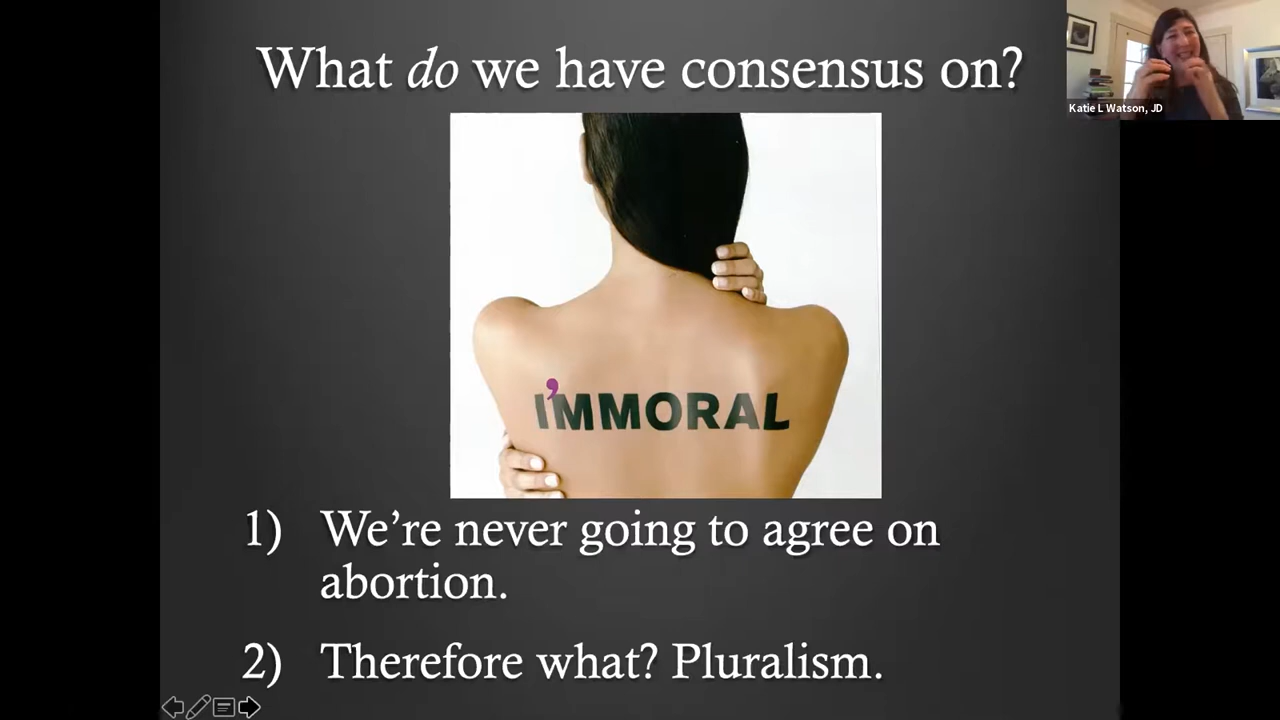 What do we have consensus on?
Katie L Watson, JD
I'MMORAL
1) We’re never going to agree on
abortion.
2) Therefore what? Pluralism.